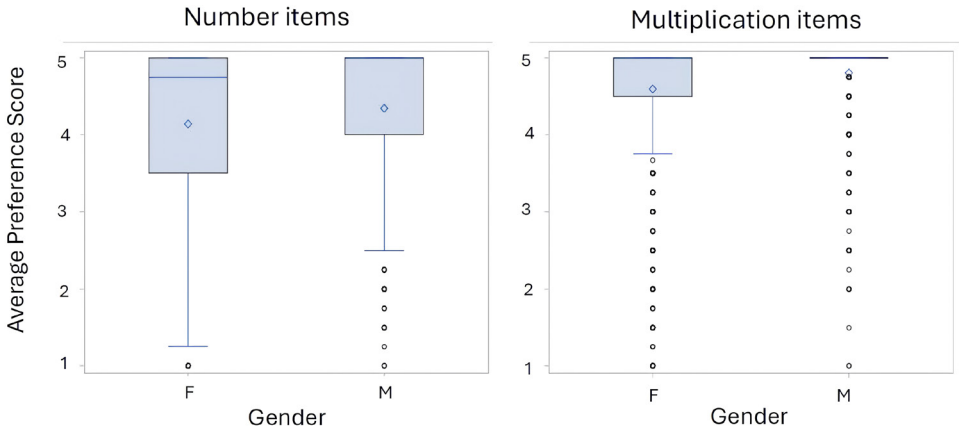 Number items
Multiplication items
Average Preference Score
5
4
3
2
1
F
M
Gender
5
4
3
2
1
F
M
Gender